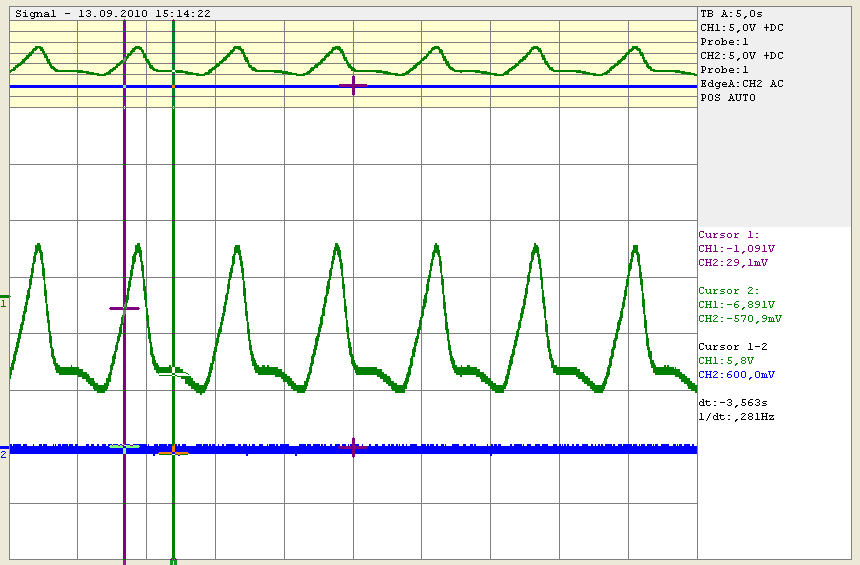 Signal - 13.09.2010 15:14:22
TB A:5,0s
CH1:5,0V +DC
Probe:1
CH2:5,0V +DC
Probe:1
EdgeA:CH2 AC
POS AUTO
Cursor 1:
CH1:-1,091V
CH2:29,1mV
Cursor 2:
CH1:-6,891V
CH2:-570,9mV
Cursor 1-2
CH1:5,8V
CH2:600,0mV
dt:-3,563s
1/dt:,281Hz
1
2